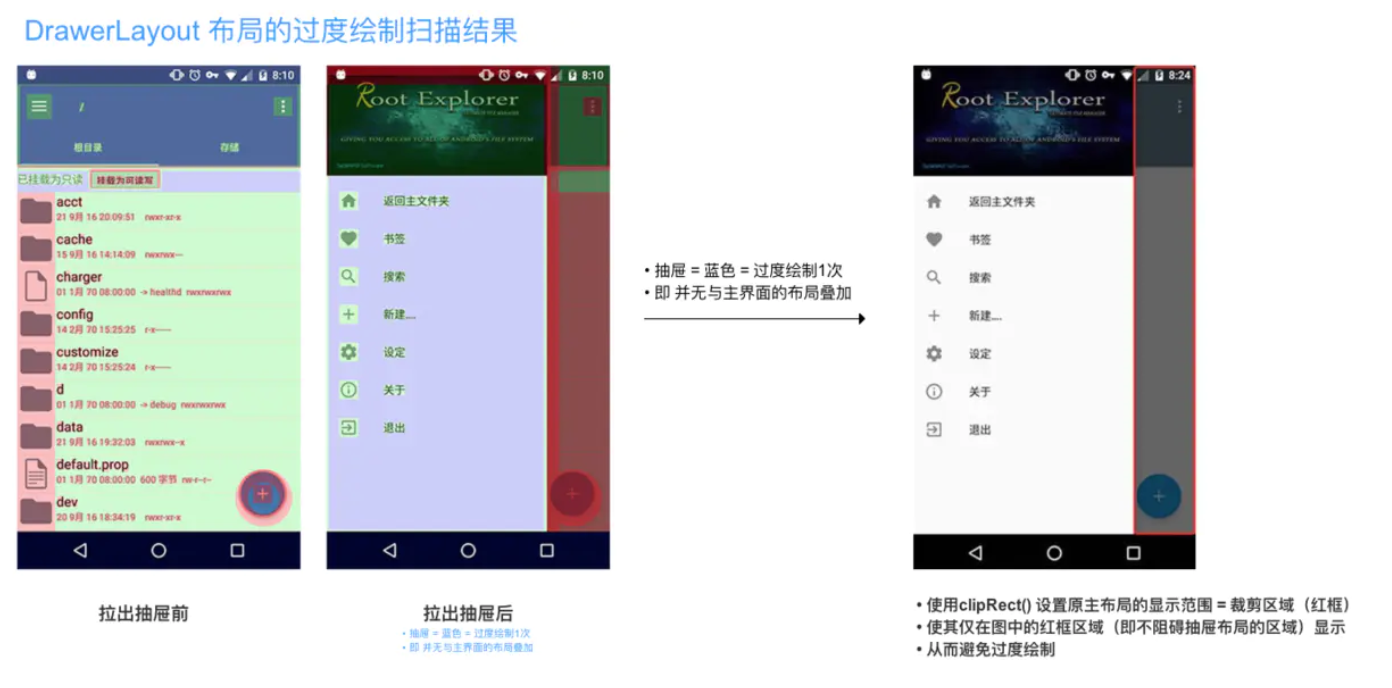 DrawerLayout 布局的过度绘制扫描结果
8:10
/
根目录
存储
已挂载为只读 挂载为可读写
acct
21 9月 16 20:09:51 rwxr-xr-x
cache
15 9月 16 14:14:09 rwxrwx---
charger
01 1月 70 08:00:00 -> healthd rwxrwxrwx
config
14 2月 70 15:25:25 r-x------
customize
14 2月 70 15:25:24 r-x------
d
01 1月 70 08:00:00 -> debug rwxrwxrwx
data
21 9月 16 19:32:03 rwxrwx--x
default.prop
01 1月 70 08:00:00 600 字节 rw-r--r--
dev
20 9月 16 18:34:19 rwxr-xr-x
拉出抽屉前
8:10
Root Explorer
GIVING YOU ACCESS TO ALL OF ANDROID'S FILE SYSTEM
返回主文件夹
书签
搜索
新建...
设定
关于
退出
拉出抽屉后
• 抽屉 = 蓝色 = 过度绘制1次
• 即 并无与主界面的布局叠加
• 抽屉 = 蓝色 = 过度绘制1次
• 即 并无与主界面的布局叠加
8:24
Root Explorer
GIVING YOU ACCESS TO ALL OF ANDROID'S FILE SYSTEM
返回主文件夹
书签
搜索
新建...
设定
关于
退出
• 使用clipRect() 设置原主布局的显示范围 = 裁剪区域（红框）
• 使其仅在图中的红框区域（即不阻碍抽屉布局的区域）显示
• 从而避免过度绘制